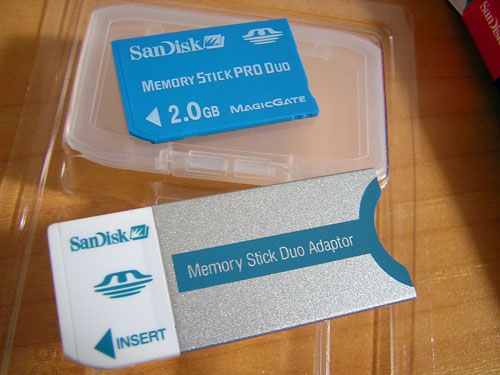 SanDisk
MEMORY STICK PRO DUO
2.0GB MAGICGATE
SanDisk
Memory Stick Duo Adaptor
INSERT